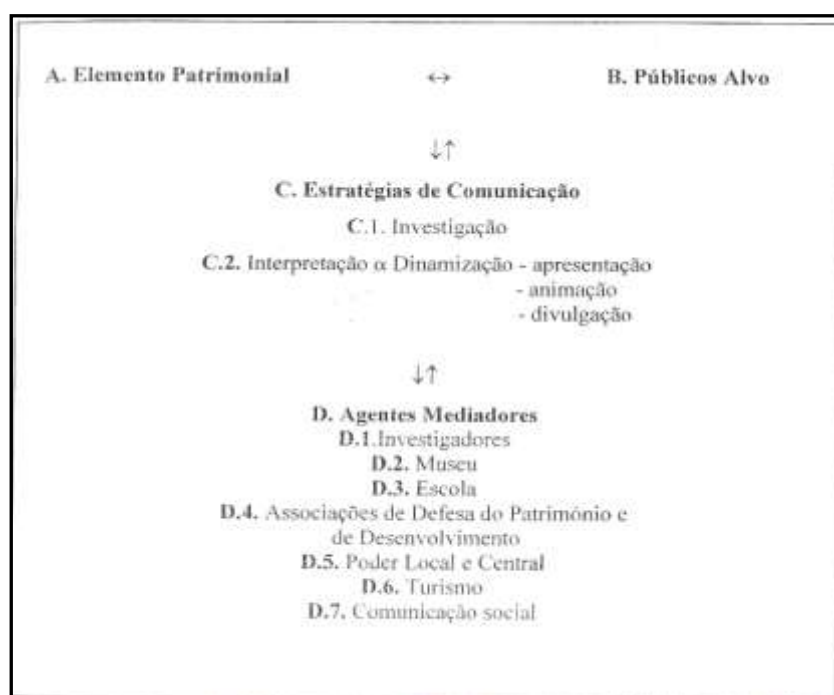 A. Elemento Patrimonial ↔ B. Públicos Alvo
↓↑
C. Estratégias de Comunicação
C.1. Investigação
C.2. Interpretação α Dinamização - apresentação
- animação
- divulgação
↓↑
D. Agentes Mediadores
D.1.Investigadores
D.2. Museu
D.3. Escola
D.4. Associações de Defesa do Património e
de Desenvolvimento
D.5. Poder Local e Central
D.6. Turismo
D.7. Comunicação social